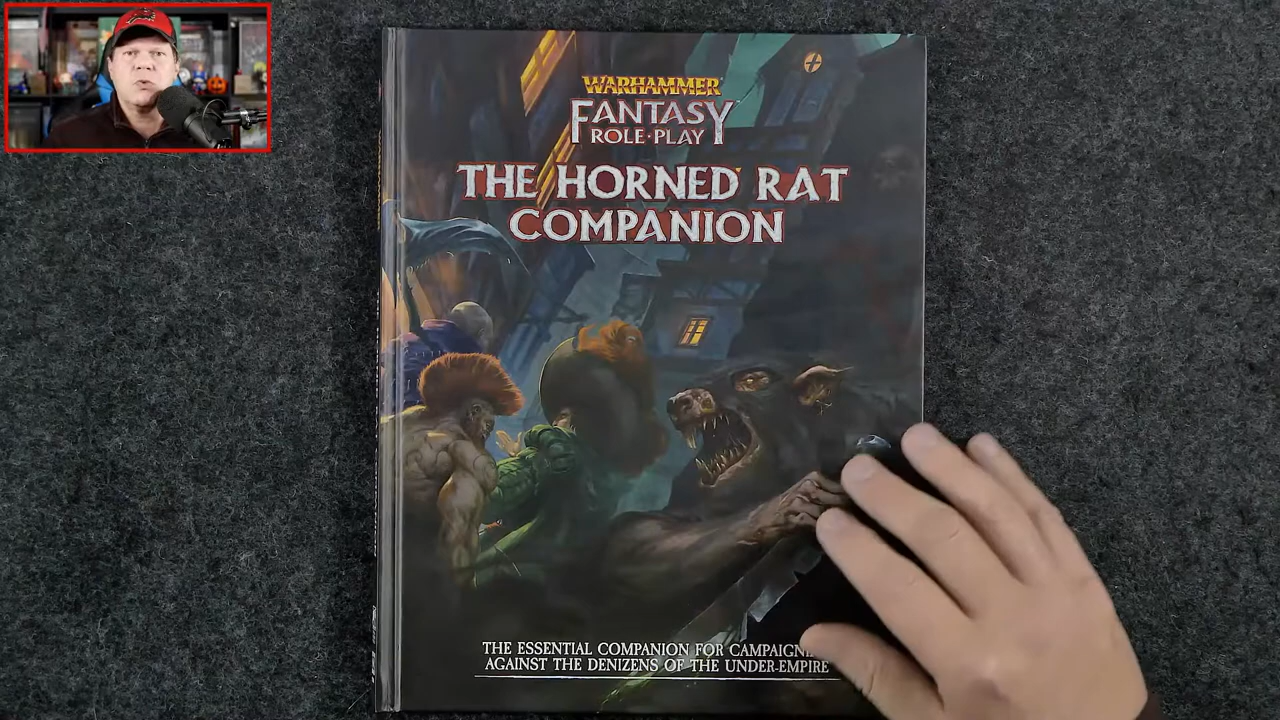 WARHAMMER
FANTASY
ROLE·PLAY
THE HORNED RAT
COMPANION
THE ESSENTIAL COMPANION FOR
AGAINST THE DENIZENS OF THE UNDER-EMPIRE